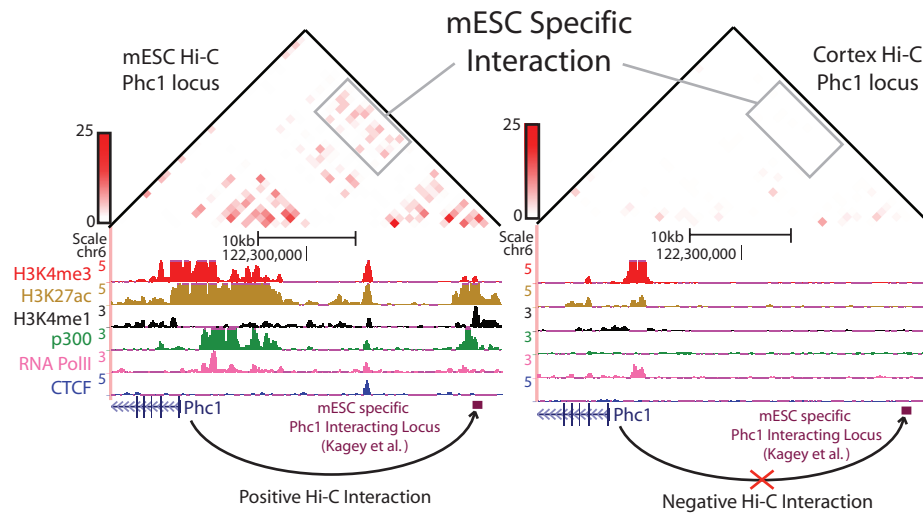 mESC Specific
Interaction
mESC Hi-C
Phc1 locus
Cortex Hi-C
Phc1 locus
25
0
25
0
Scale
chr6
10kb
122,300,000
Scale
chr6
10kb
122,300,000
H3K4me3
5
5
H3K27ac
5
5
H3K4me1
3
3
p300
3
3
RNA PolII
3
3
CTCF
5
5
Phc1
mESC specific
Phc1 Interacting Locus
(Kagey et al.)
Positive Hi-C Interaction
Phc1
mESC specific
Phc1 Interacting Locus
(Kagey et al.)
Negative Hi-C Interaction